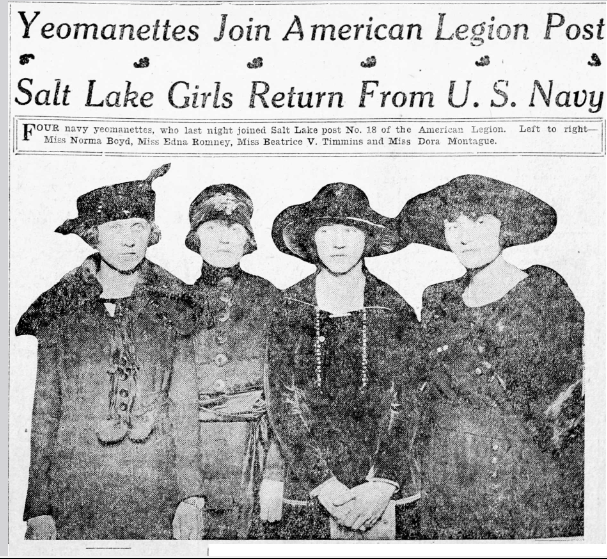 Yeomanettes Join American Legion Post
Salt Lake Girls Return From U. S. Navy
FOUR navy yeomanettes, who last night joined Salt Lake post No. 18 of the American Legion. Left to right—
Miss Norma Boyd, Miss Edna Romney, Miss Beatrice V. Timmins and Miss Dora Montague.